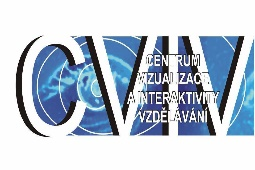 CVIV
CENTRUM
VIZUALIZACE
A INTERAKTIVITY
VZDĚLÁVÁNÍ